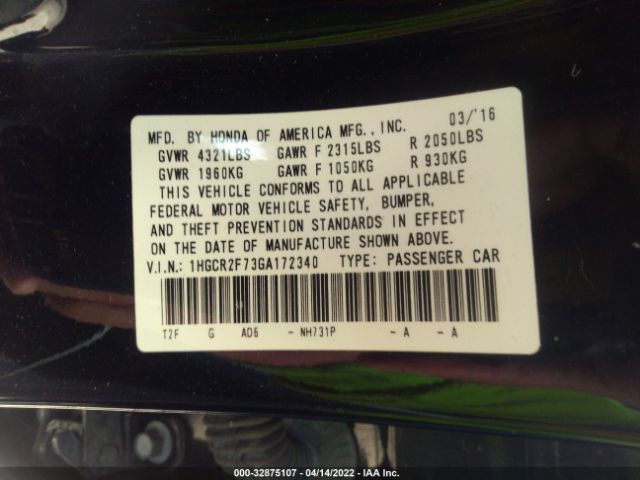 MFD. BY HONDA OF AMERICA MFG., INC. 03/'16
GVWR 4321LBS GAWR F 2315LBS R 2050LBS
GVWR 1960KG GAWR F 1050KG R 930KG
THIS VEHICLE CONFORMS TO ALL APPLICABLE
FEDERAL MOTOR VEHICLE SAFETY, BUMPER,
AND THEFT PREVENTION STANDARDS IN EFFECT
ON THE DATE OF MANUFACTURE SHOWN ABOVE.
V.I.N.: 1HGCR2F73GA172340 TYPE: PASSENGER CAR
T2F G AD6 - NH731P - A - A
000-32875107 - 04/14/2022 - IAA Inc.